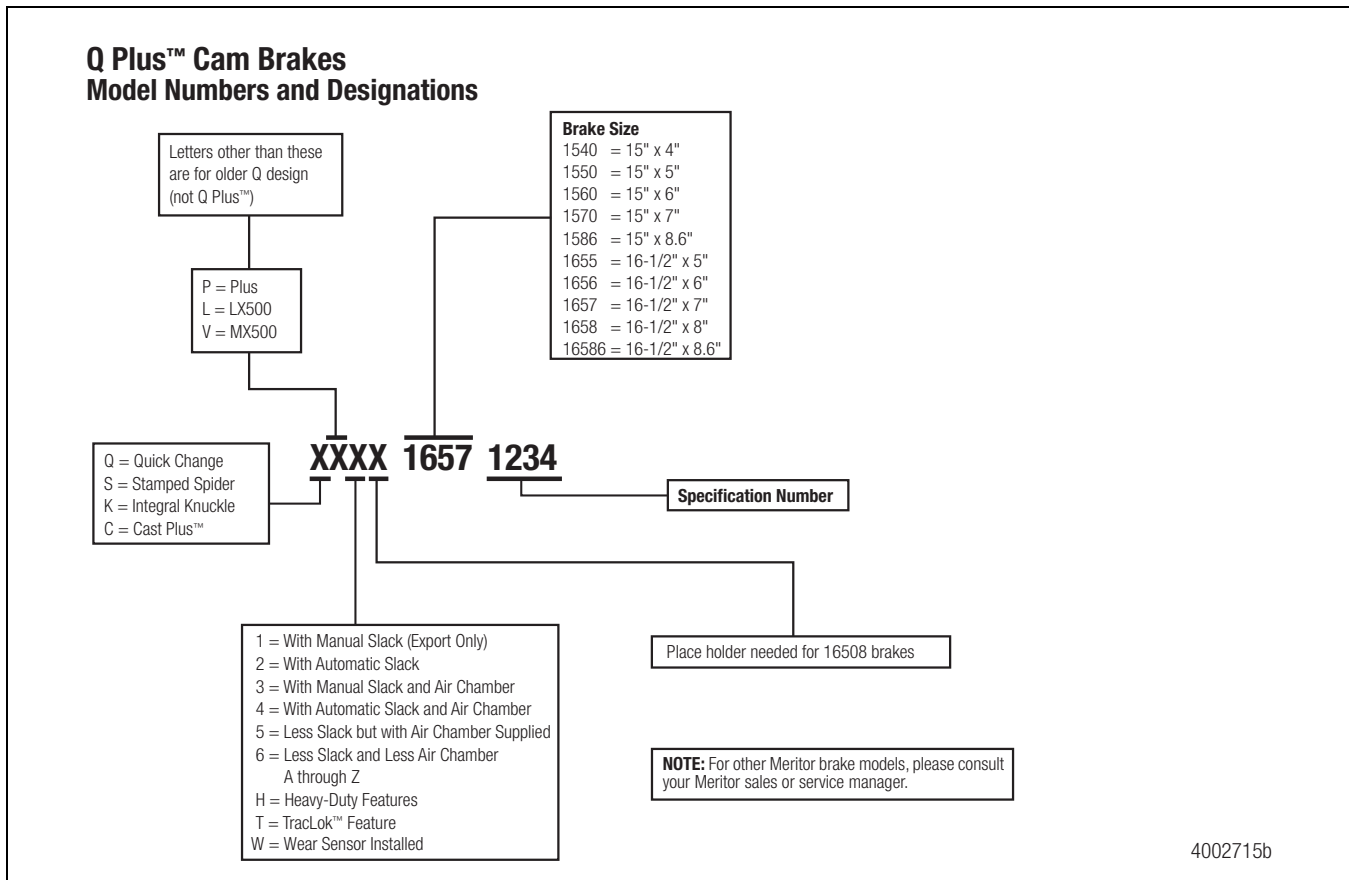 Q Plus™ Cam Brakes
Model Numbers and Designations
Letters other than these
are for older Q design
(not Q Plus™)
P = Plus
L = LX500
V = MX500
Brake Size
1540 = 15" x 4"
1550 = 15" x 5"
1560 = 15" x 6"
1570 = 15" x 7"
1586 = 15" x 8.6"
1655 = 16-1/2" x 5"
1656 = 16-1/2" x 6"
1657 = 16-1/2" x 7"
1658 = 16-1/2" x 8"
16586 = 16-1/2" x 8.6"
XXXX 1657 1234
Q = Quick Change
S = Stamped Spider
K = Integral Knuckle
C = Cast Plus™
Specification Number
1 = With Manual Slack (Export Only)
2 = With Automatic Slack
3 = With Manual Slack and Air Chamber
4 = With Automatic Slack and Air Chamber
5 = Less Slack but with Air Chamber Supplied
6 = Less Slack and Less Air Chamber
A through Z
H = Heavy-Duty Features
T = TracLok™ Feature
W = Wear Sensor Installed
Place holder needed for 16508 brakes
NOTE: For other Meritor brake models, please consult
your Meritor sales or service manager.
4002715b